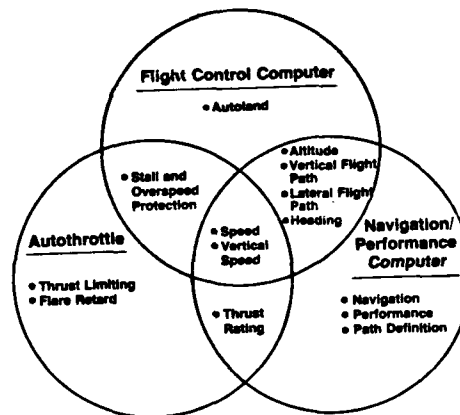 Flight Control Computer
• Autoland
• Altitude
• Vertical Flight
Path
• Lateral Flight
Path
• Heading
• Stall and
Overspeed
Protection
• Speed
• Vertical
Speed
Autothrottle
• Thrust Limiting
• Flare Retard
Navigation/
Performance
Computer
• Navigation
• Performance
• Path Definition
• Thrust
Rating